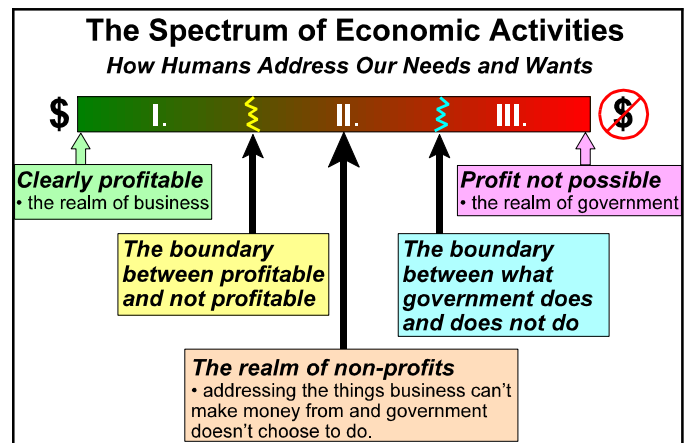 The Spectrum of Economic Activities
How Humans Address Our Needs and Wants
$ I. II. III. $
Clearly profitable
• the realm of business
Profit not possible
• the realm of government
The boundary
between profitable
and not profitable
The boundary
between what
government does
and does not do
The realm of non-profits
• addressing the things business can't
make money from and government
doesn't choose to do.